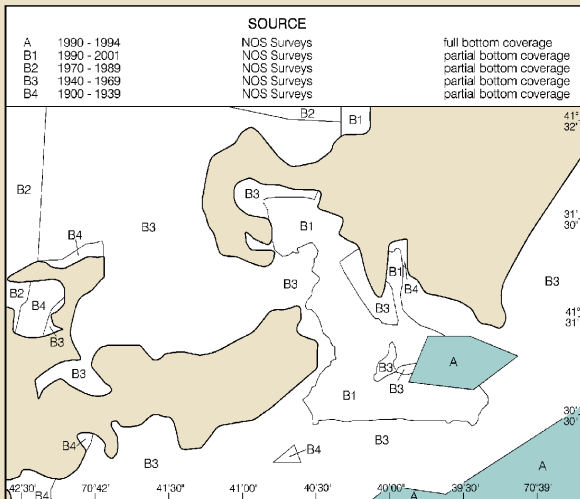 SOURCE
A 1990 - 1994 NOS Surveys full bottom coverage
B1 1990 - 2001 NOS Surveys partial bottom coverage
B2 1970 - 1989 NOS Surveys partial bottom coverage
B3 1940 - 1969 NOS Surveys partial bottom coverage
B4 1900 - 1939 NOS Surveys partial bottom coverage
B2
B1
41°
32'
B2
B3
B3
31'
30"
B4
B1
B3
B1
B4
B3
B2
B4
B3
B3
41°
31'
B3
A
B3
B3
B3
B1
30'
30"
B4
B3
B4
B3
A
B4
A
42'30" 70°42' 41'30" 41'00" 40'30" 40'00" 39'30" 70°39'